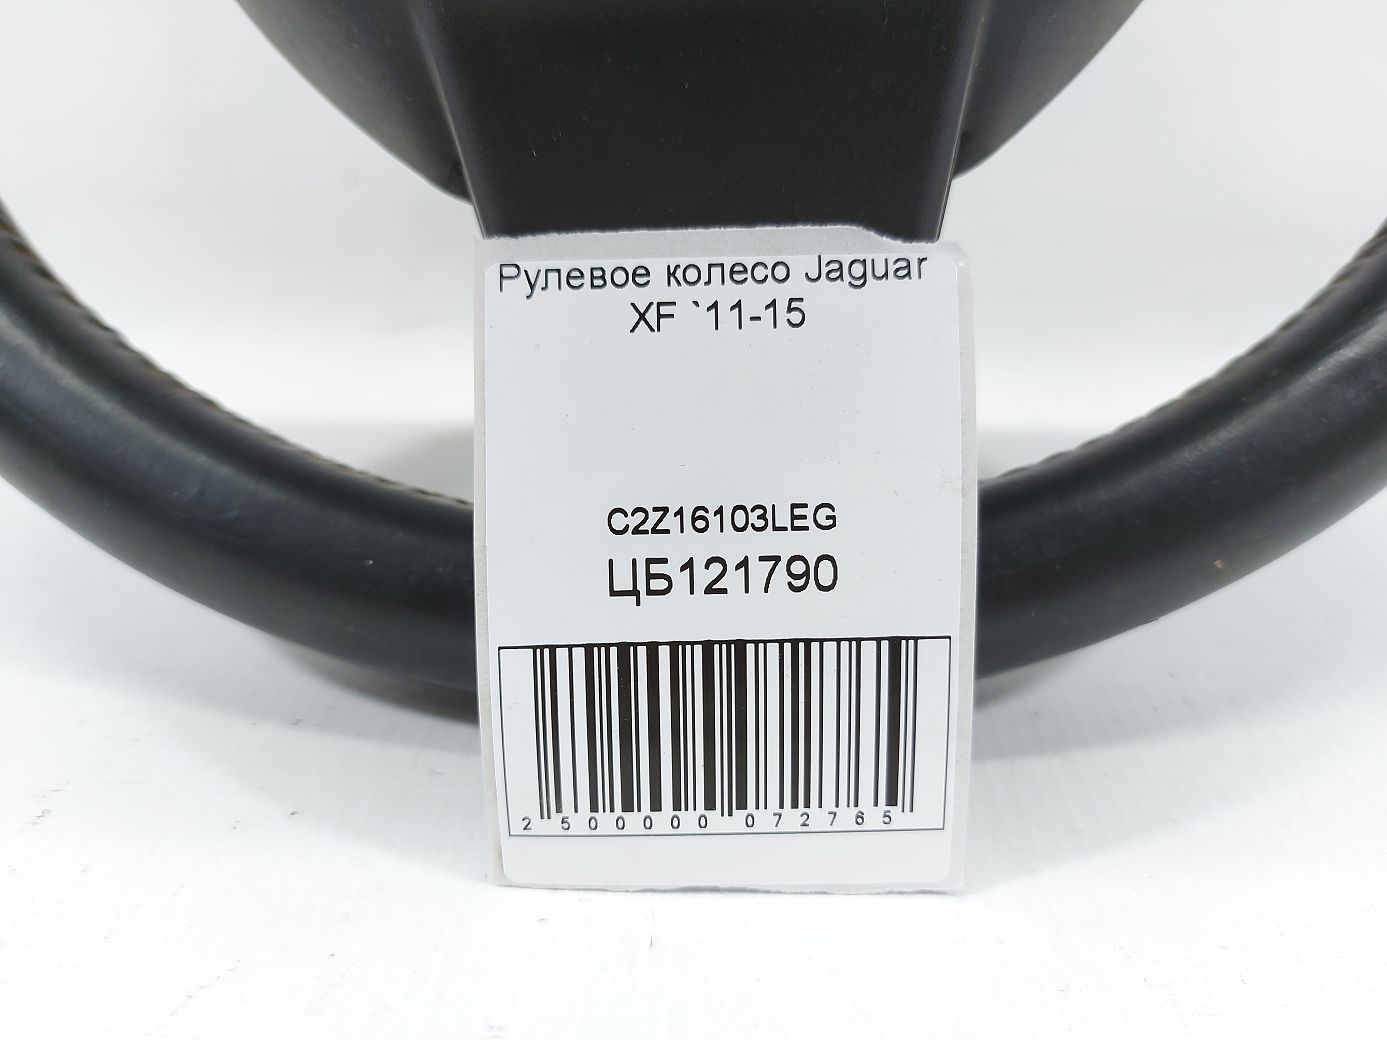 Рулевое колесо Jaguar
XF `11-15
C2Z16103LEG
ЦБ121790
2 500000 072765